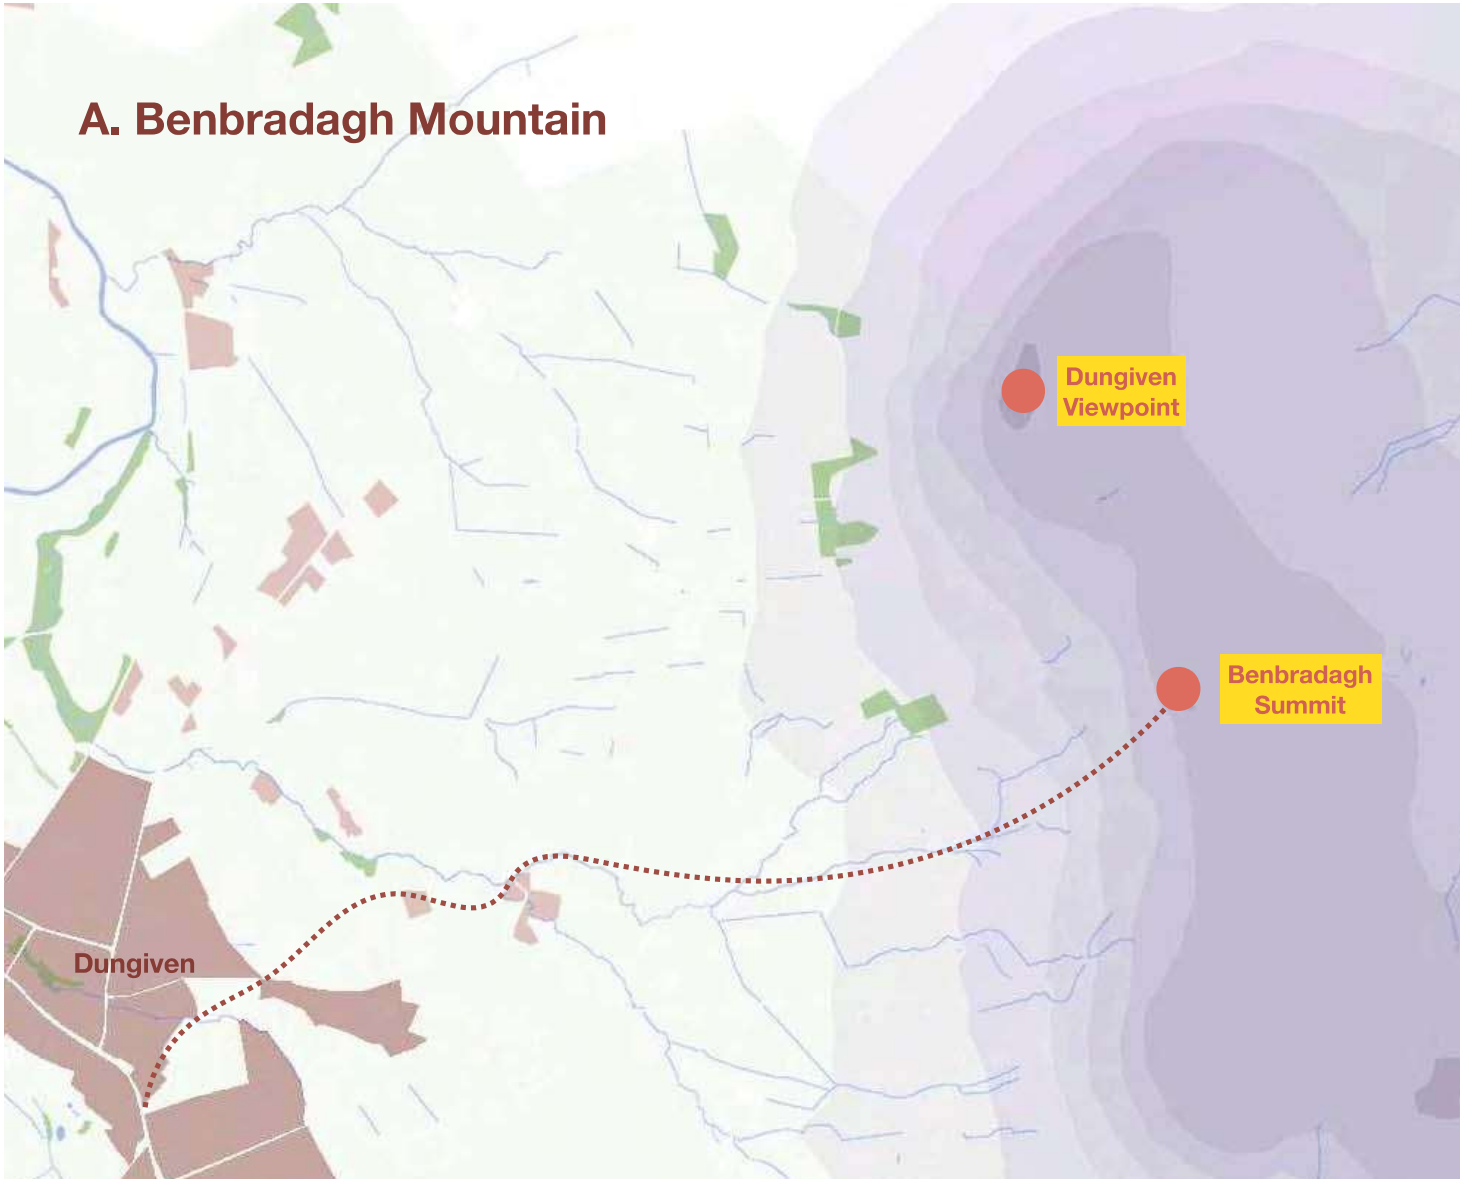 A. Benbradagh Mountain
Dungiven
Viewpoint
Benbradagh
Summit
Dungiven